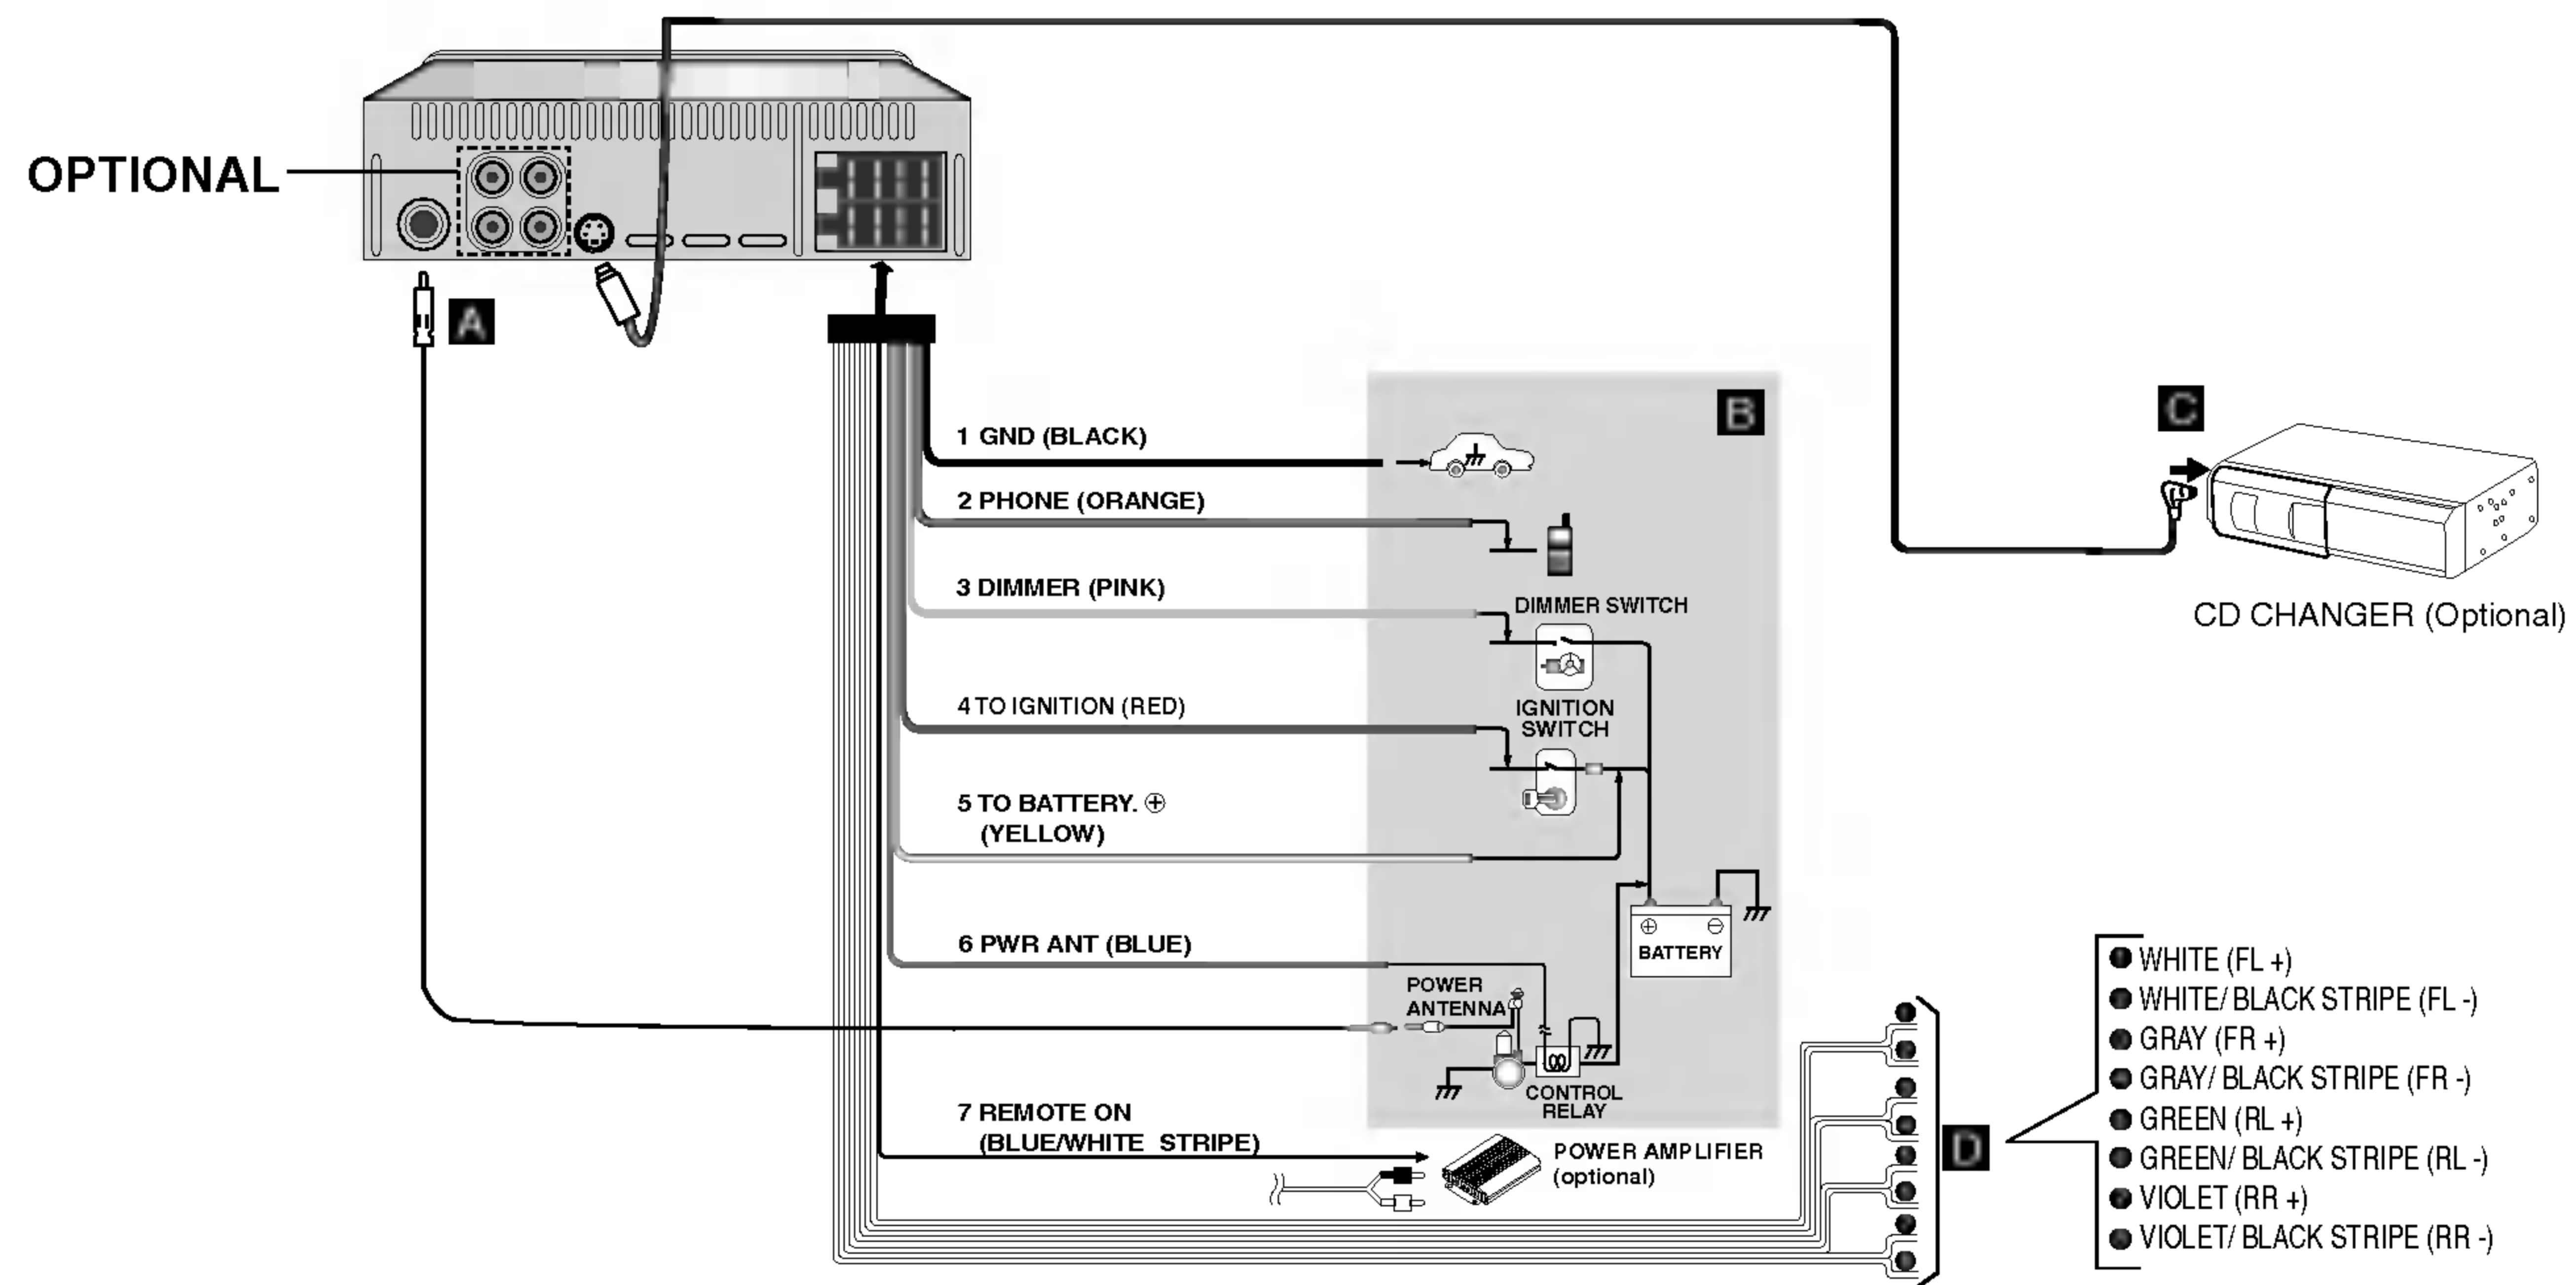 OPTIONAL
A
B
C
1 GND (BLACK)
2 PHONE (ORANGE)
3 DIMMER (PINK)
DIMMER SWITCH
CD CHANGER (Optional)
4 TO IGNITION (RED)
IGNITION
SWITCH
5 TO BATTERY. ⊕
(YELLOW)
⊕ ⊖
BATTERY
6 PWR ANT (BLUE)
POWER
ANTENNA
CONTROL
RELAY
7 REMOTE ON
(BLUE/WHITE STRIPE)
POWER AMPLIFIER
(optional)
D
● WHITE (FL +)
● WHITE/ BLACK STRIPE (FL -)
● GRAY (FR +)
● GRAY/ BLACK STRIPE (FR -)
● GREEN (RL +)
● GREEN/ BLACK STRIPE (RL -)
● VIOLET (RR +)
● VIOLET/ BLACK STRIPE (RR -)